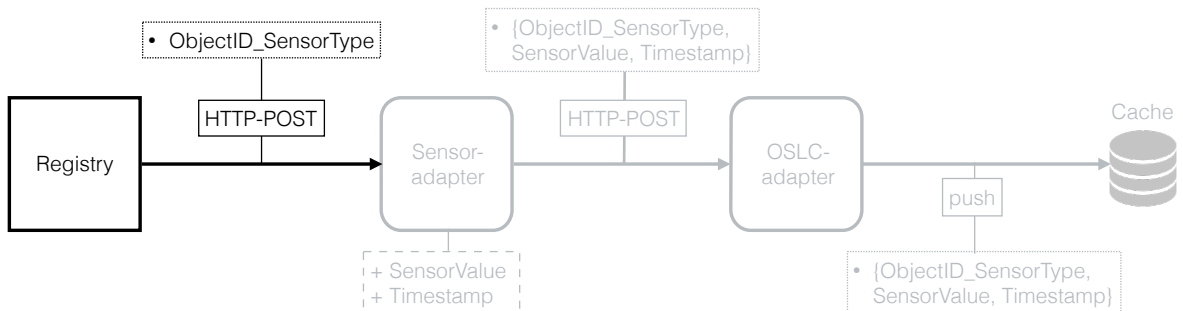 • ObjectID_SensorType
• {ObjectID_SensorType,
SensorValue, Timestamp}
HTTP-POST
HTTP-POST
Cache
Registry
Sensor-
adapter
OSLC-
adapter
push
+ SensorValue
+ Timestamp
• {ObjectID_SensorType,
SensorValue, Timestamp}